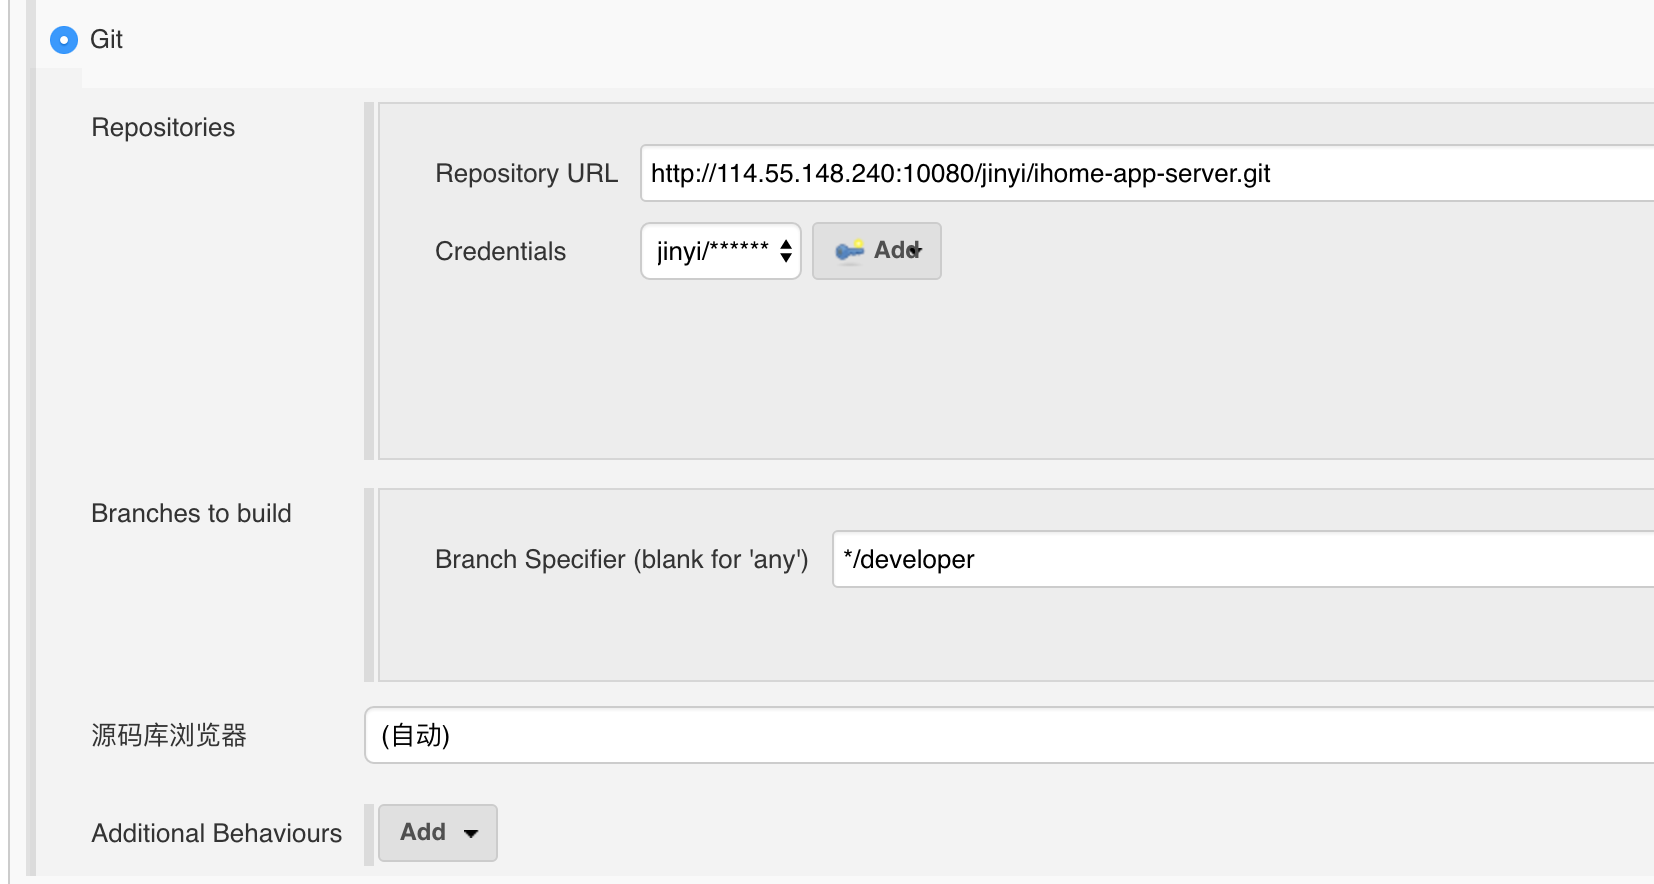 Git
Repositories
Repository URL http://114.55.148.240:10080/jinyi/ihome-app-server.git
Credentials jinyi/****** Add
Branches to build
Branch Specifier (blank for 'any') */developer
源码库浏览器 (自动)
Additional Behaviours Add